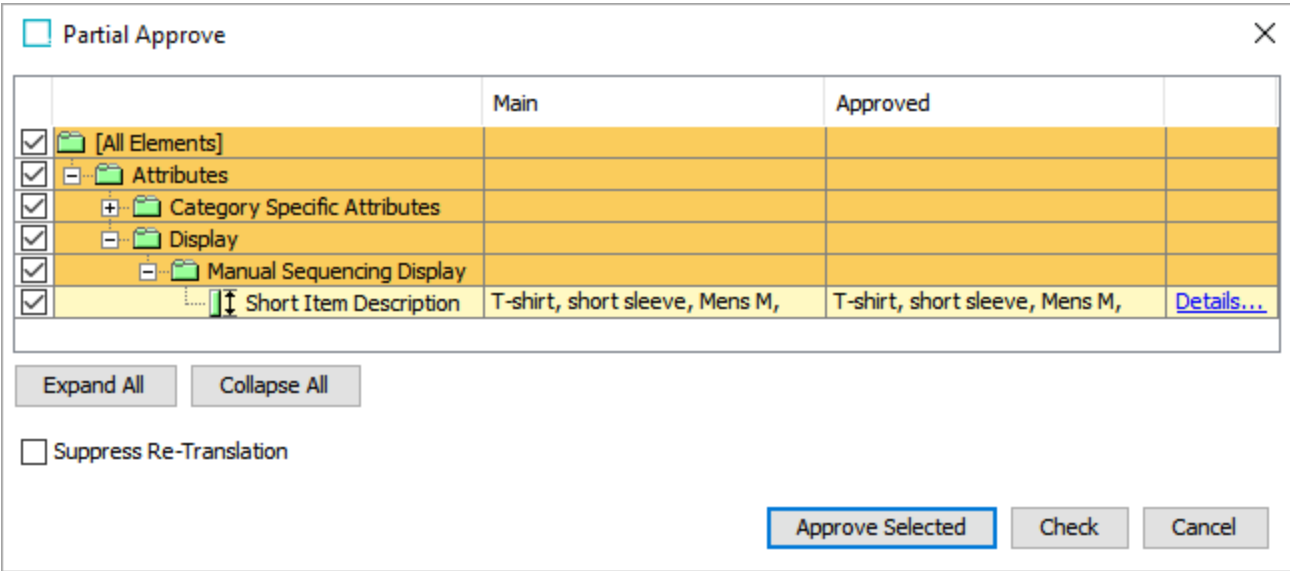 Partial Approve
Main Approved
[All Elements]
Attributes
Category Specific Attributes
Display
Manual Sequencing Display
Short Item Description T-shirt, short sleeve, Mens M, T-shirt, short sleeve, Mens M, Details...
Expand All Collapse All
Suppress Re-Translation
Approve Selected Check Cancel